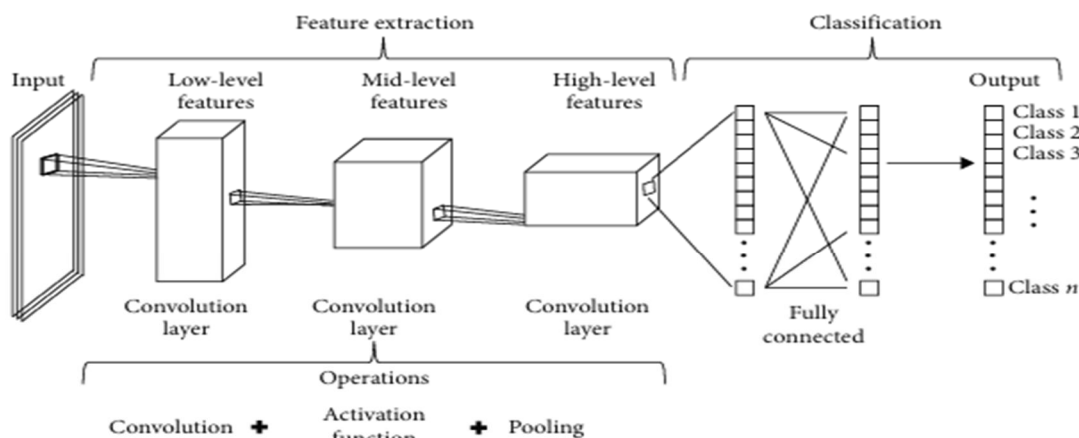 Feature extraction
Classification
Input
Low-level
features
Mid-level
features
High-level
features
Output
Class 1
Class 2
Class 3
Class n
Convolution
layer
Convolution
layer
Convolution
layer
Fully
connected
Operations
Convolution + Activation
function + Pooling